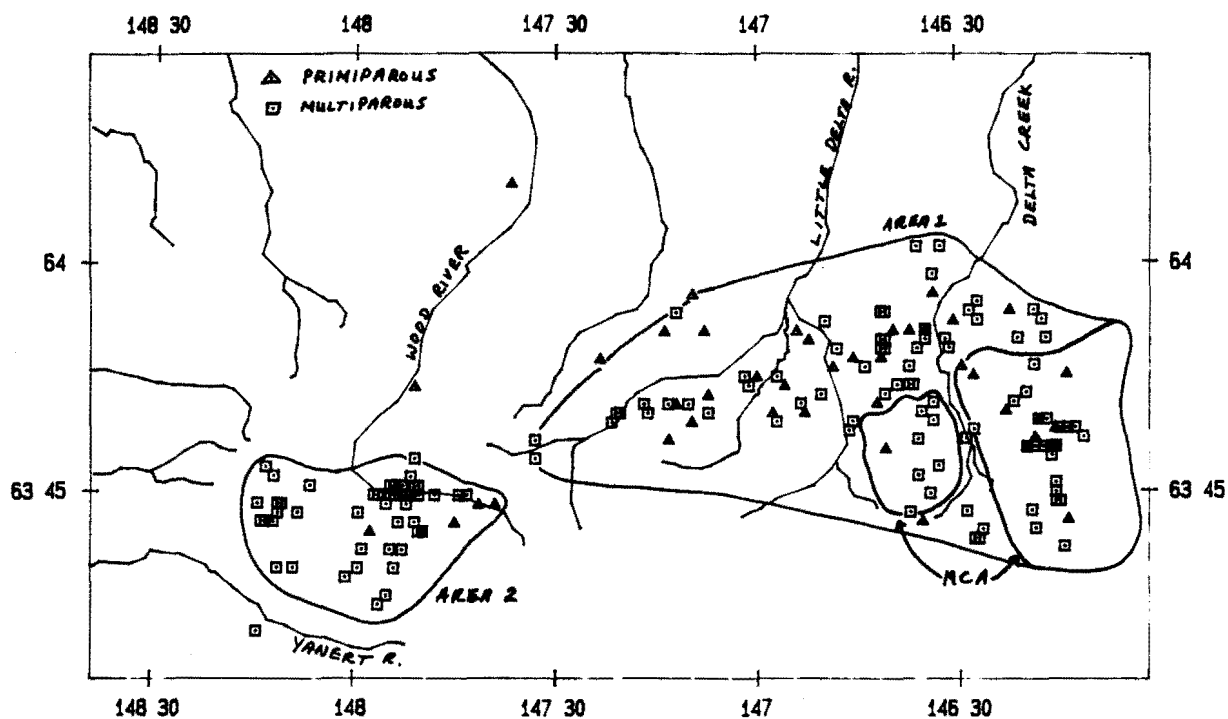 148 30 148 147 30 147 146 30
PRIMIPAROUS
MULTIPAROUS
LITTLE DELTA R.
DELTA CREEK
WOOD RIVER
AREA 1
64 64
63 45 63 45
AREA 2
MCA
YANERT R.
148 30 148 147 30 147 146 30